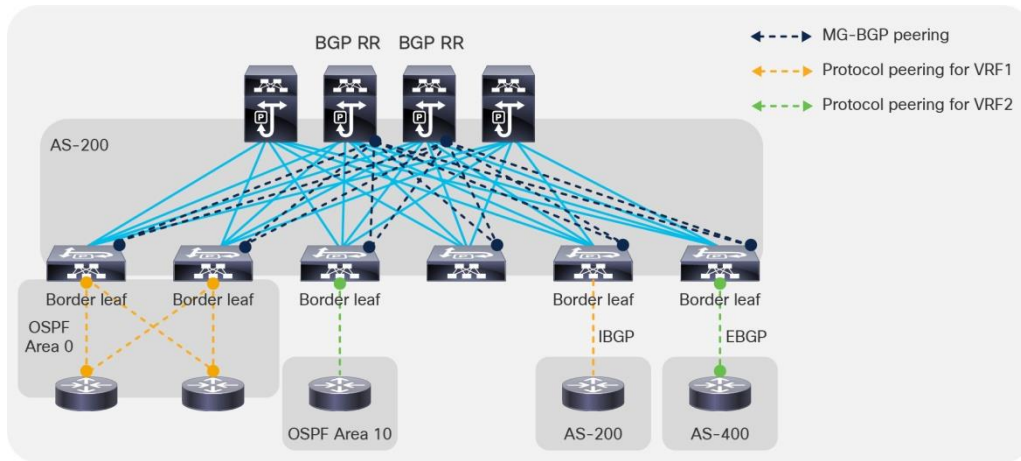 BGP RR BGP RR
MG-BGP peering
Protocol peering for VRF1
Protocol peering for VRF2
P P P P
AS-200
Border leaf Border leaf Border leaf Border leaf Border leaf
OSPF
Area 0
IBGP EBGP
OSPF Area 10 AS-200 AS-400